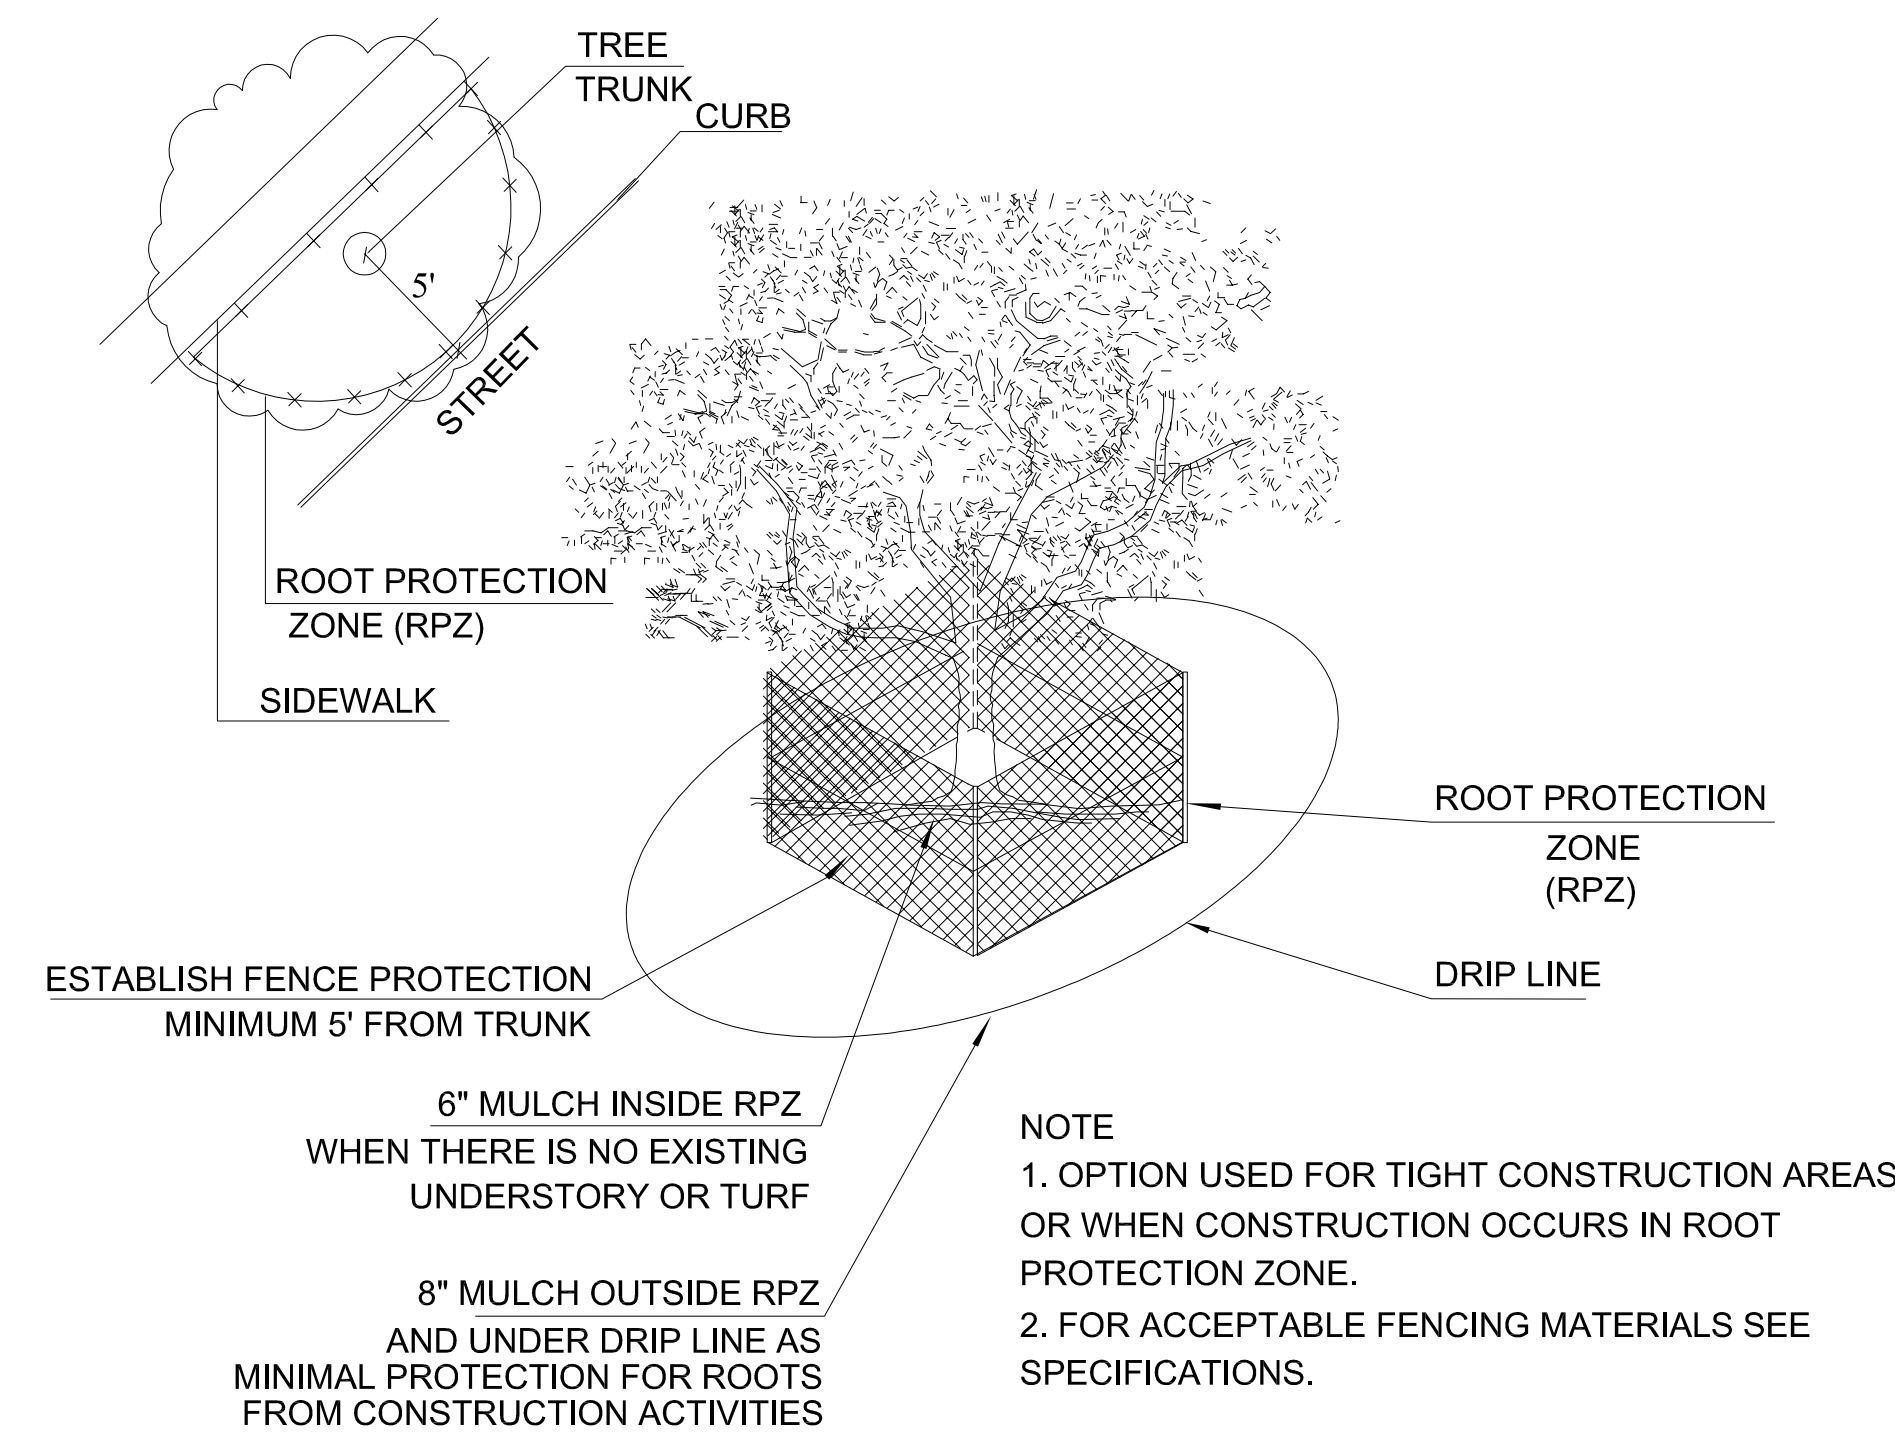 TREE
TRUNK
CURB
5'
STREET
ROOT PROTECTION
ZONE (RPZ)
SIDEWALK
ROOT PROTECTION
ZONE
(RPZ)
DRIP LINE
ESTABLISH FENCE PROTECTION
MINIMUM 5' FROM TRUNK
6" MULCH INSIDE RPZ
WHEN THERE IS NO EXISTING
UNDERSTORY OR TURF
8" MULCH OUTSIDE RPZ
AND UNDER DRIP LINE AS
MINIMAL PROTECTION FOR ROOTS
FROM CONSTRUCTION ACTIVITIES
NOTE
1. OPTION USED FOR TIGHT CONSTRUCTION AREAS
OR WHEN CONSTRUCTION OCCURS IN ROOT
PROTECTION ZONE.
2. FOR ACCEPTABLE FENCING MATERIALS SEE
SPECIFICATIONS.